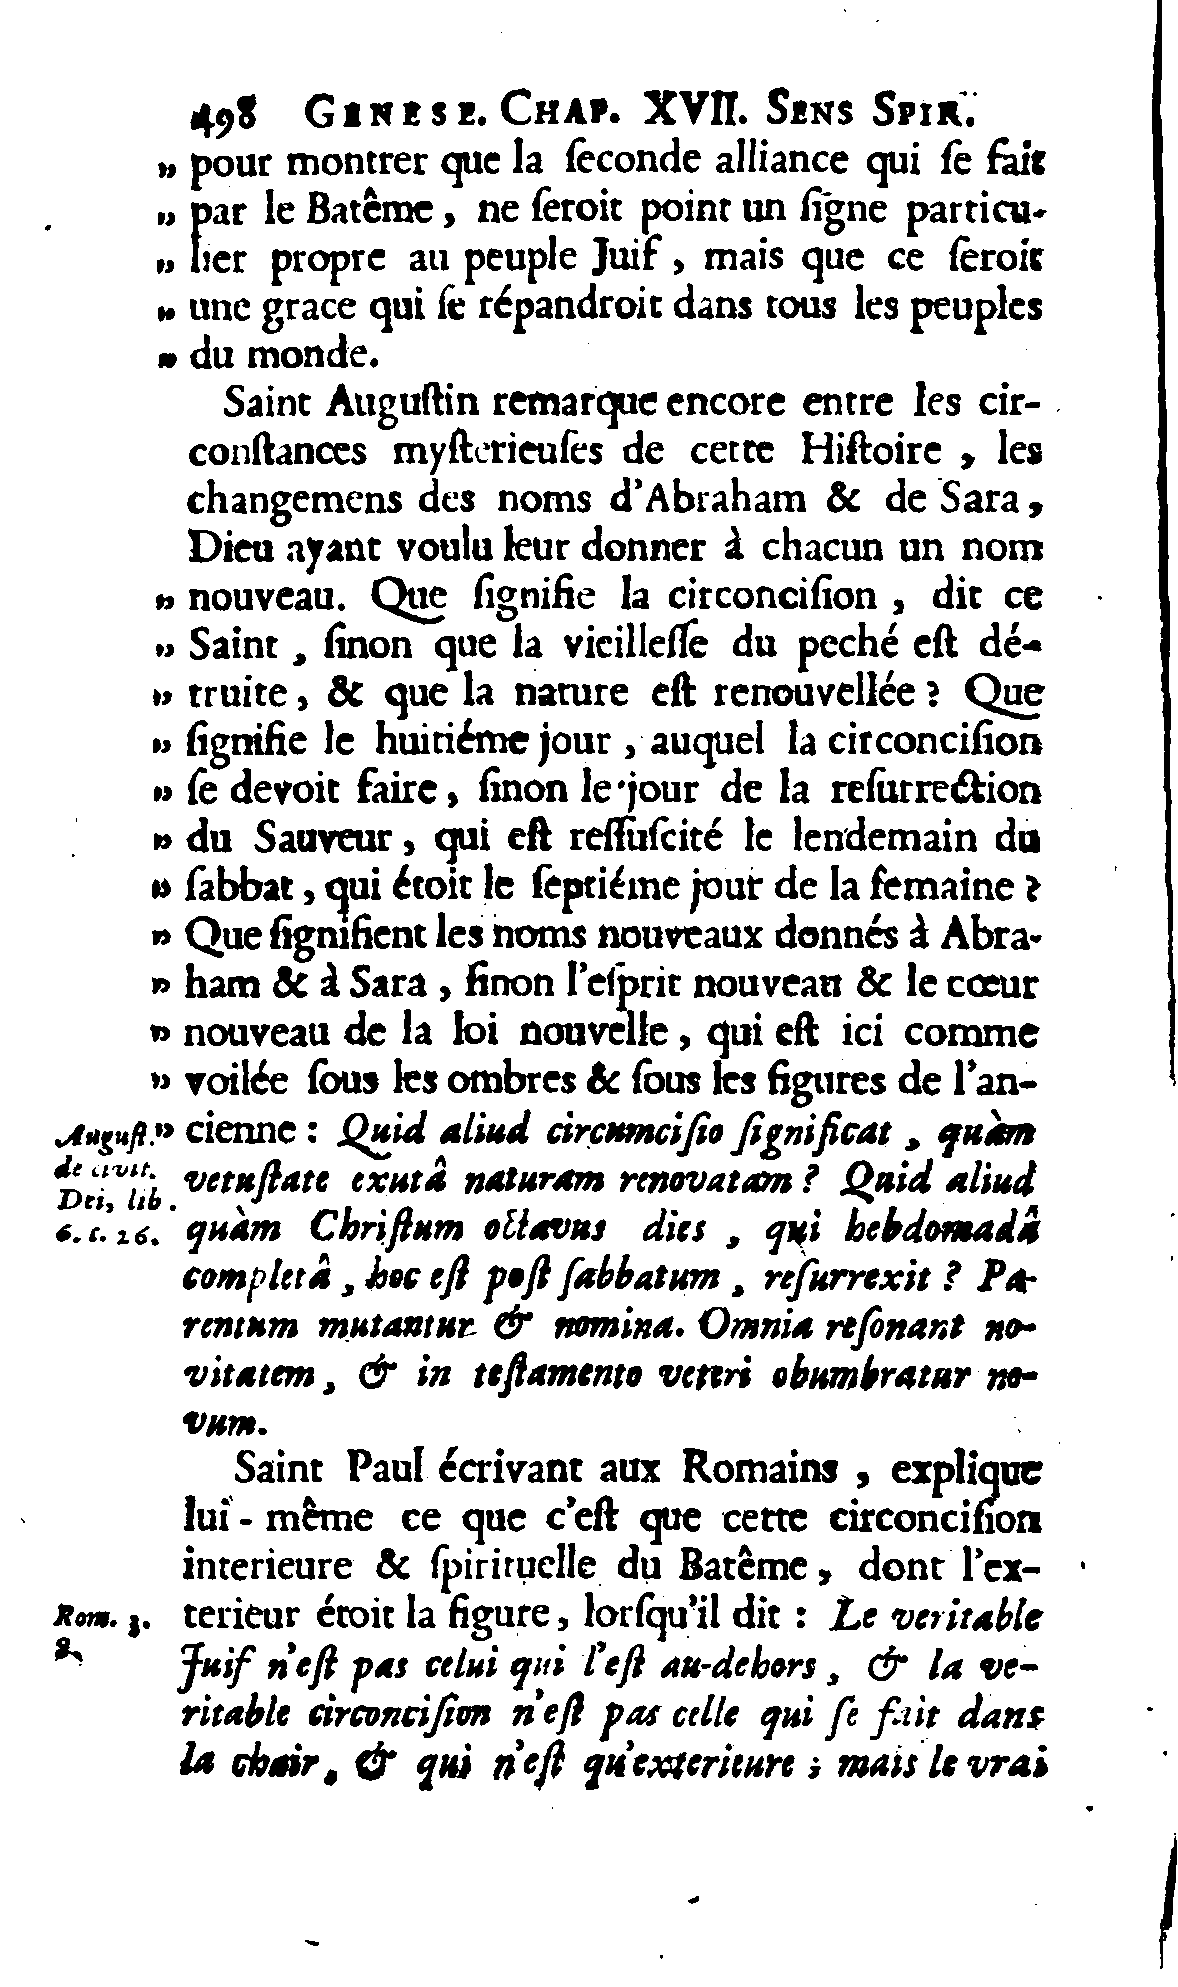 498 GENESE. CHAP. XVII. SENS SPIR.
„ pour montrer que la ſeconde alliance qui ſe fait
„ par le Batême, ne ſeroit point un ſigne particu-
„ lier propre au peuple Juif, mais que ce ſeroit
„ une grace qui ſe répandroit dans tous les peuples
„ du monde.
Saint Auguſtin remarque encore entre les cir-
conſtances myſterieuſes de cette Hiſtoire, les
changemens des noms d'Abraham & de Sara,
Dieu ayant voulu leur donner à chacun un nom
„ nouveau. Que ſignifie la circonciſion, dit ce
„ Saint, ſinon que la vieilleſſe du peché eſt dé-
„ truite, & que la nature eſt renouvellée? Que
„ ſignifie le huitiéme jour, auquel la circonciſion
„ ſe devoit faire, ſinon le jour de la reſurrection
„ du Sauveur, qui eſt reſſuſcité le lendemain du
„ ſabbat, qui étoit le ſeptiéme jour de la ſemaine?
„ Que ſignifient les noms nouveaux donnés à Abra-
„ ham & à Sara, ſinon l'eſprit nouveau & le cœur
„ nouveau de la loi nouvelle, qui eſt ici comme
„ voilée ſous les ombres & ſous les figures de l'an-
„ cienne: Quid aliud circumciſio ſignificat, quàm
vetuſtate exutâ naturam renovatam? Quid aliud
quàm Chriſtum octavus dies, qui hebdomadâ
completâ, hoc eſt poſt ſabbatum, reſurrexit? Pa-
rentum mutantur & nomina. Omnia reſonant no-
vitatem, & in teſtamento veteri obumbratur no-
vum.
Auguſt.
de civit.
Dei, lib.
6. c. 26.
Saint Paul écrivant aux Romains, explique
lui-même ce que c'eſt que cette circonciſion
interieure & ſpirituelle du Batême, dont l'ex-
terieur étoit la figure, lorſqu'il dit: Le veritable
Juif n'eſt pas celui qui l'eſt au-dehors, & la ve-
ritable circonciſion n'eſt pas celle qui ſe fait dans
la chair, & qui n'eſt qu'exterieure; mais le vrai
Rom. 3.